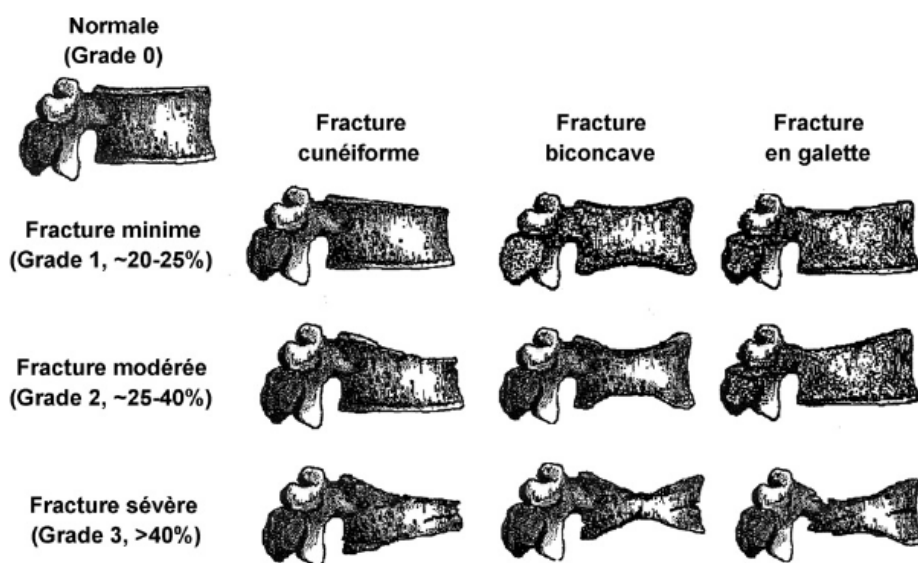 Normale
(Grade 0)
Fracture
cunéiforme
Fracture
biconcave
Fracture
en galette
Fracture minime
(Grade 1, ~20-25%)
Fracture modérée
(Grade 2, ~25-40%)
Fracture sévère
(Grade 3, >40%)